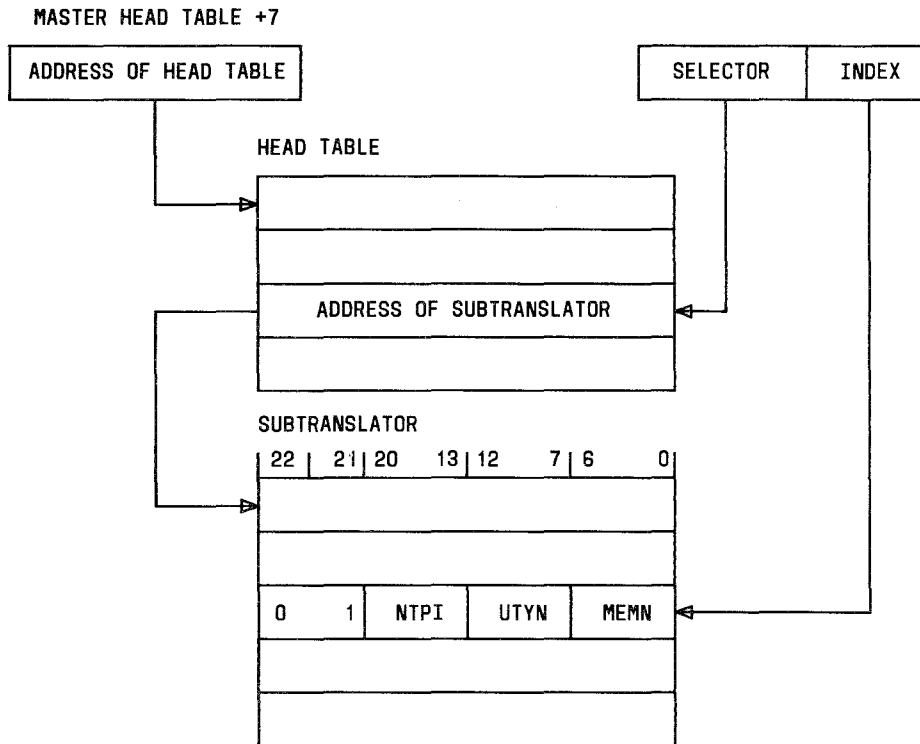 MASTER HEAD TABLE +7
ADDRESS OF HEAD TABLE
SELECTOR INDEX
HEAD TABLE
ADDRESS OF SUBTRANSLATOR
SUBTRANSLATOR
22 21 20 13 12 7 6 0
0 1 NTPI UTYN MEMN